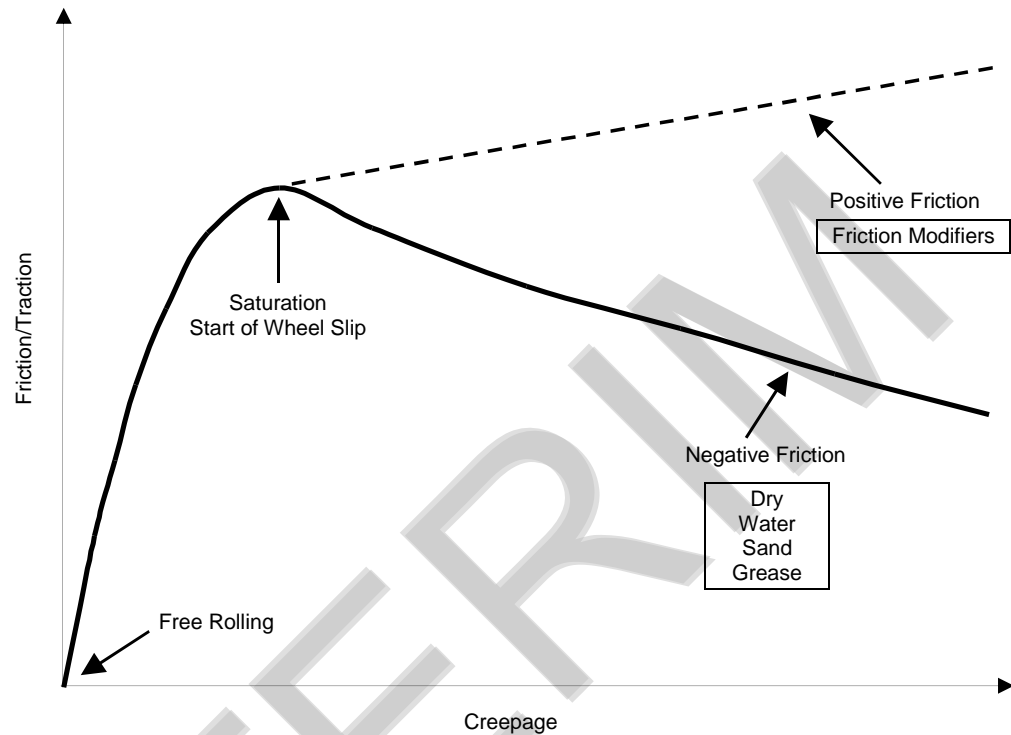 Positive Friction
Friction Modifiers
Saturation
Start of Wheel Slip
Friction/Traction
Negative Friction
Dry
Water
Sand
Grease
Free Rolling
Creepage
TERIM